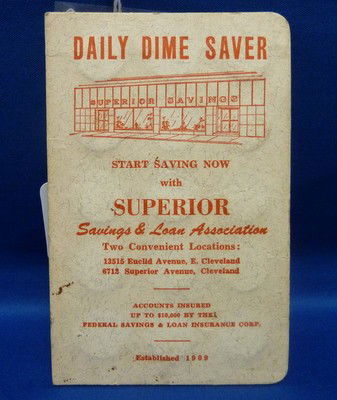 DAILY DIME SAVER
SUPERIOR SAVINGS
START SAVING NOW
with
SUPERIOR
Savings & Loan Association
Two Convenient Locations:
13515 Euclid Avenue, E. Cleveland
6712 Superior Avenue, Cleveland
ACCOUNTS INSURED
UP TO $10,000 BY THE
FEDERAL SAVINGS & LOAN INSURANCE CORP.
Established 1909